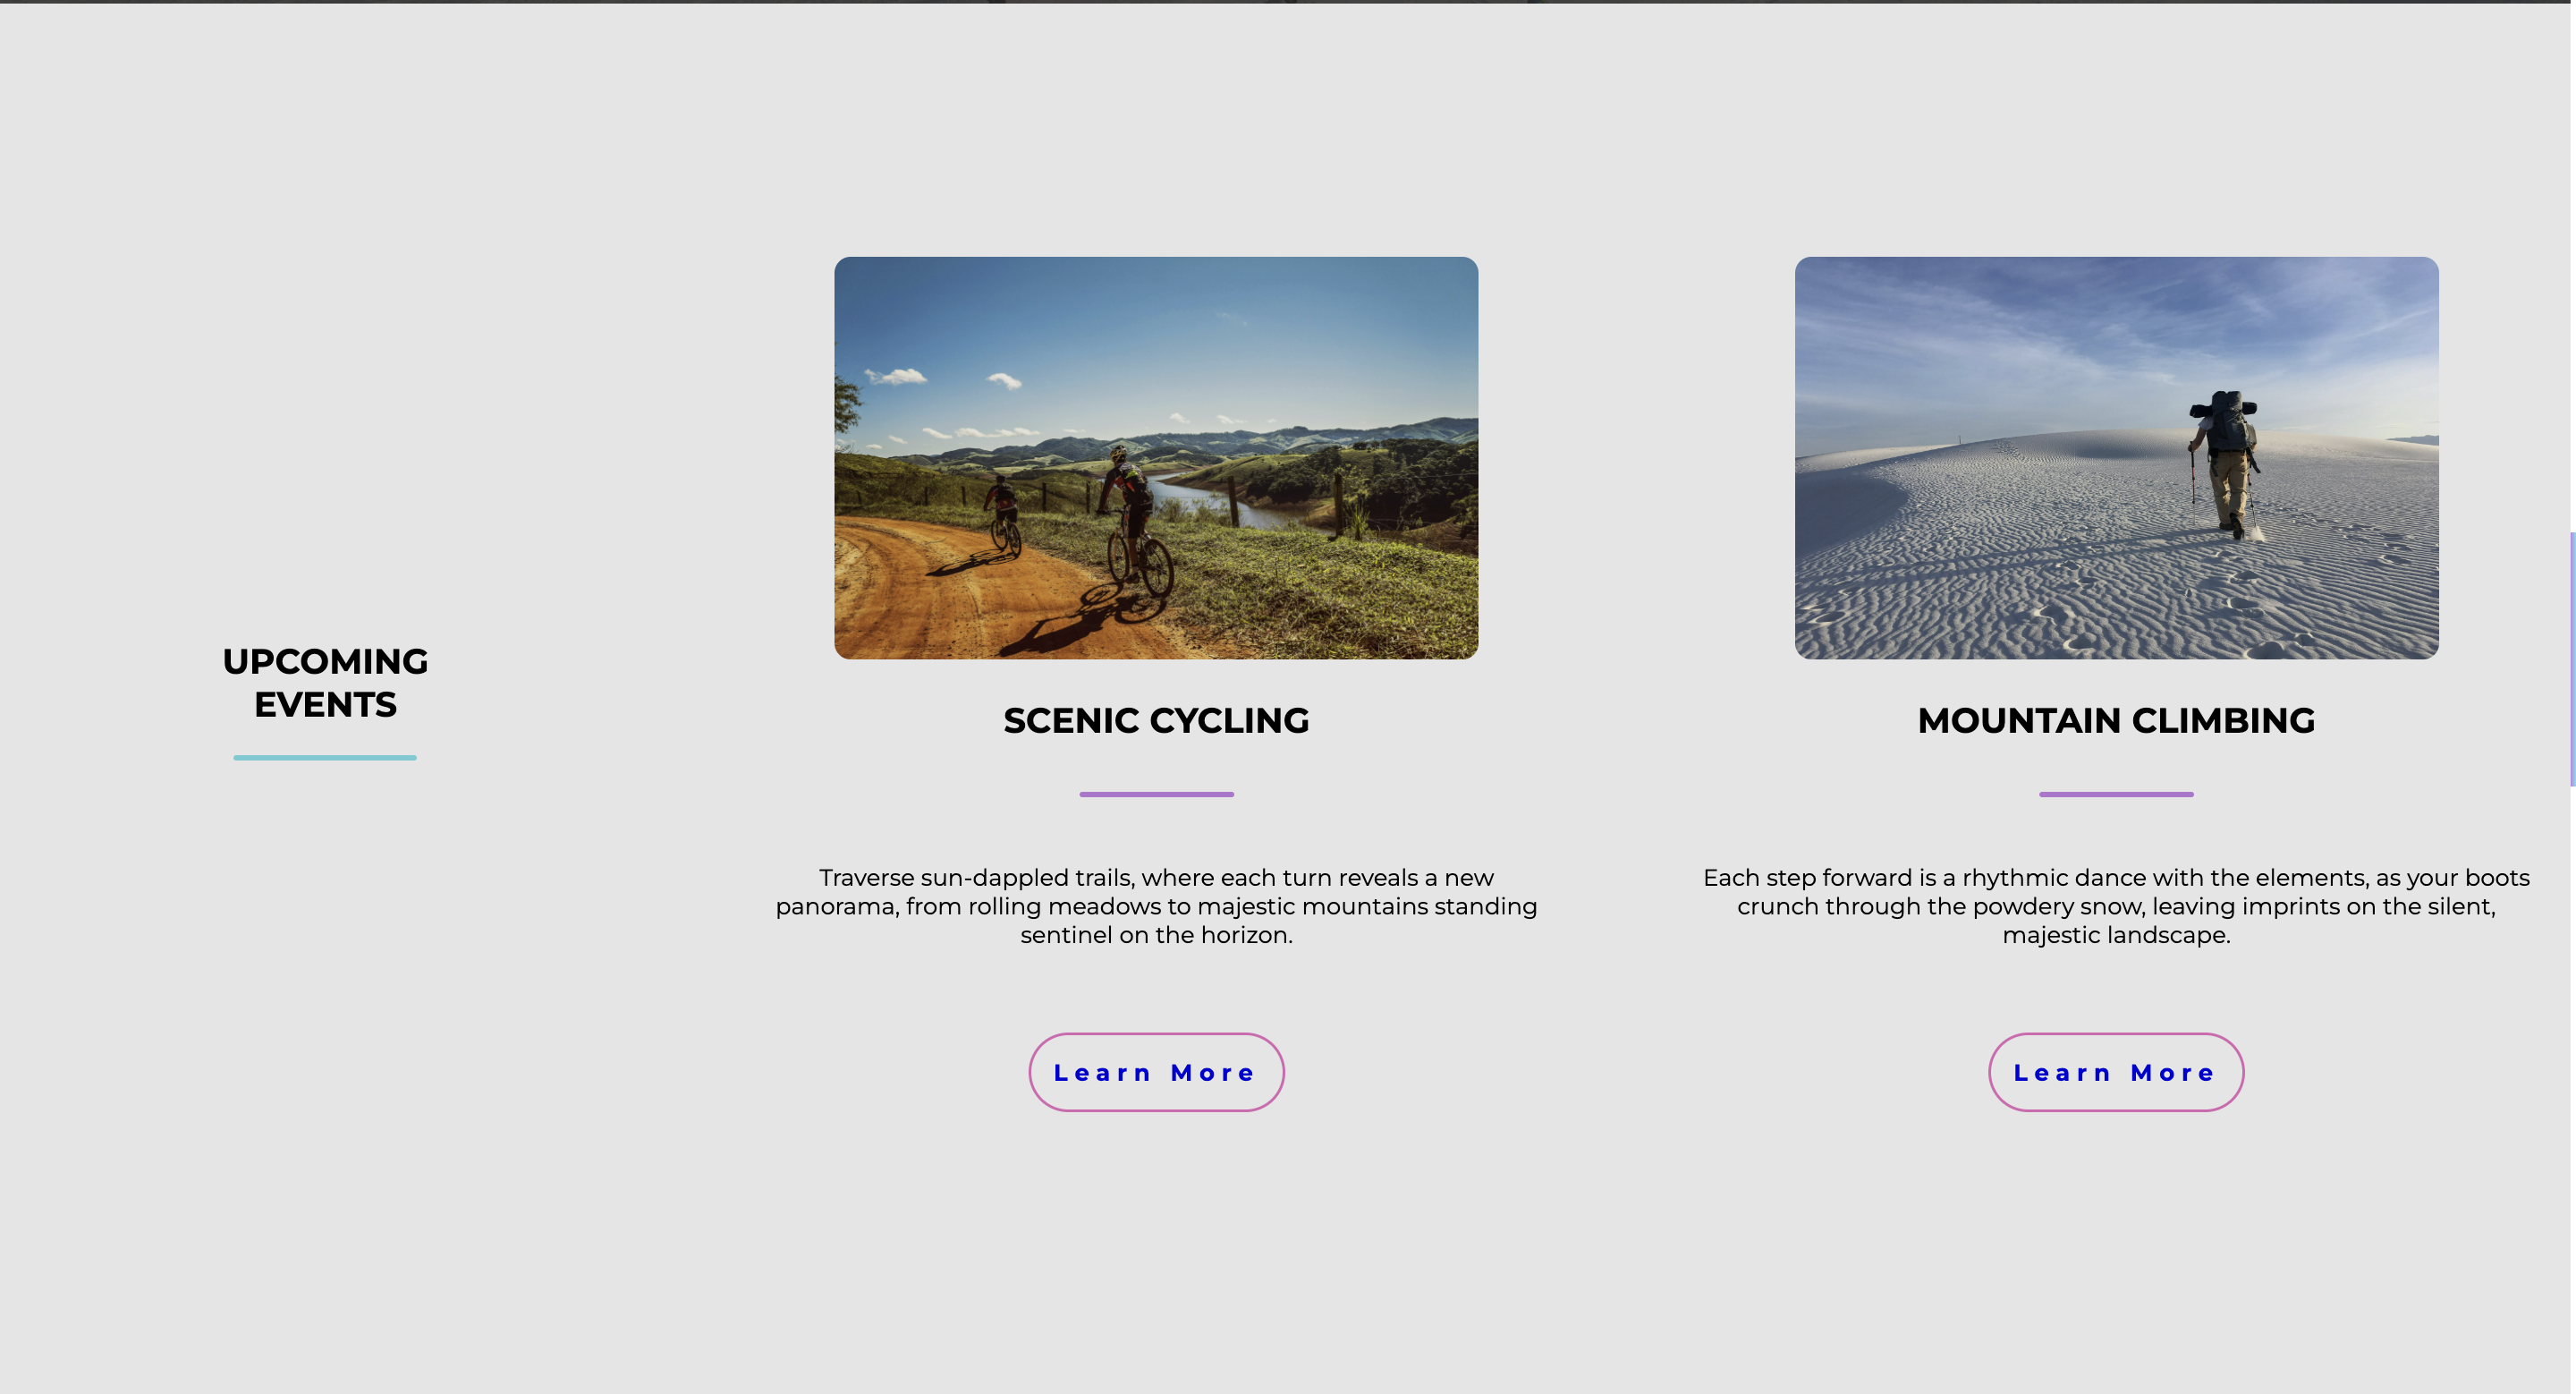 UPCOMING
EVENTS
SCENIC CYCLING
Traverse sun-dappled trails, where each turn reveals a new
panorama, from rolling meadows to majestic mountains standing
sentinel on the horizon.
Learn More
MOUNTAIN CLIMBING
Each step forward is a rhythmic dance with the elements, as your boots
crunch through the powdery snow, leaving imprints on the silent,
majestic landscape.
Learn More